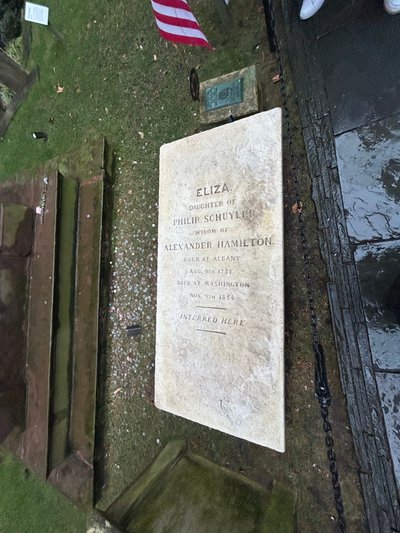 ELIZA
DAUGHTER OF
PHILIP SCHUYLER
WIDOW OF
ALEXANDER HAMILTON.
BORN AT ALBANY
AUG. 9TH 1757
DIED AT WASHINGTON
NOV. 9TH 1854
INTERRED HERE